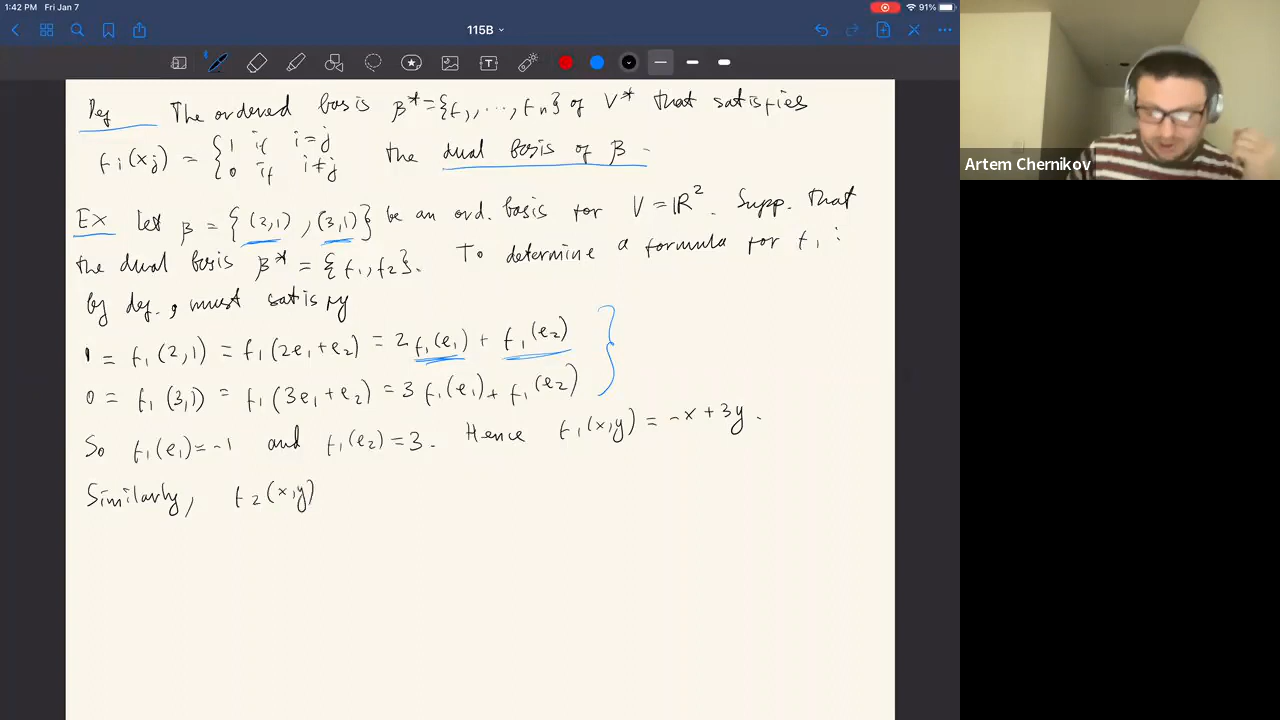 1:42 PM Fri Jan 7
91%
115B
Def The ordered basis β* = {f1, ..., fn} of V* that satisfies
fi(xj) = { 1 if i = j
0 if i ≠ j the dual basis of β.
Ex Let β = {(2,1), (3,1)} be an ord. basis for V = ℝ². Supp. that
the dual basis β* = {f1, f2}. To determine a formula for f1:
by def., must satisfy
1 = f1(2,1) = f1(2e1+e2) = 2f1(e1) + f1(e2)
0 = f1(3,1) = f1(3e1+e2) = 3f1(e1) + f1(e2)
So f1(e1) = -1 and f1(e2) = 3. Hence f1(x,y) = -x + 3y.
Similarly, f2(x,y)
Artem Chernikov